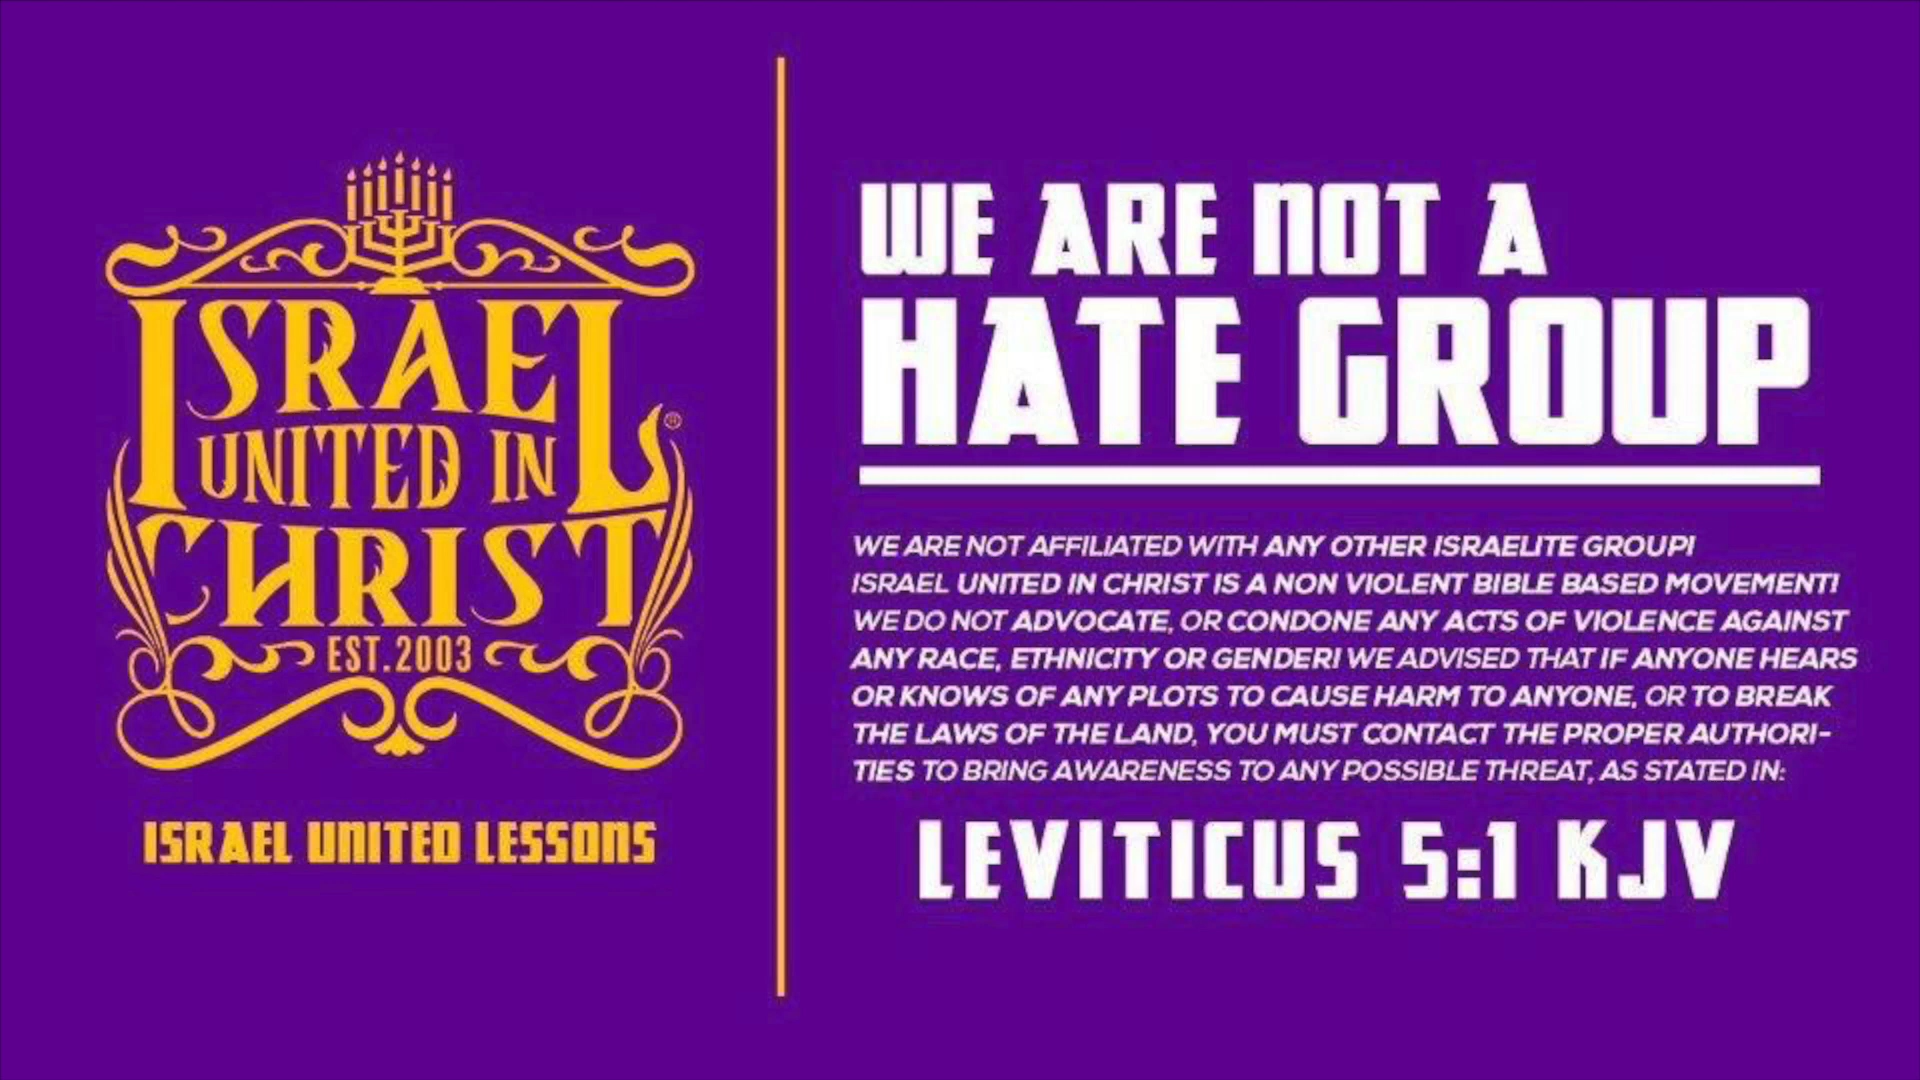 ISRAEL
UNITED IN
CHRIST
®
EST.2003
ISRAEL UNITED LESSONS
WE ARE NOT A
HATE GROUP
WE ARE NOT AFFILIATED WITH ANY OTHER ISRAELITE GROUP!
ISRAEL UNITED IN CHRIST IS A NON VIOLENT BIBLE BASED MOVEMENT!
WE DO NOT ADVOCATE, OR CONDONE ANY ACTS OF VIOLENCE AGAINST
ANY RACE, ETHNICITY OR GENDER! WE ADVISED THAT IF ANYONE HEARS
OR KNOWS OF ANY PLOTS TO CAUSE HARM TO ANYONE, OR TO BREAK
THE LAWS OF THE LAND, YOU MUST CONTACT THE PROPER AUTHORI-
TIES TO BRING AWARENESS TO ANY POSSIBLE THREAT, AS STATED IN:
LEVITICUS 5:1 KJV